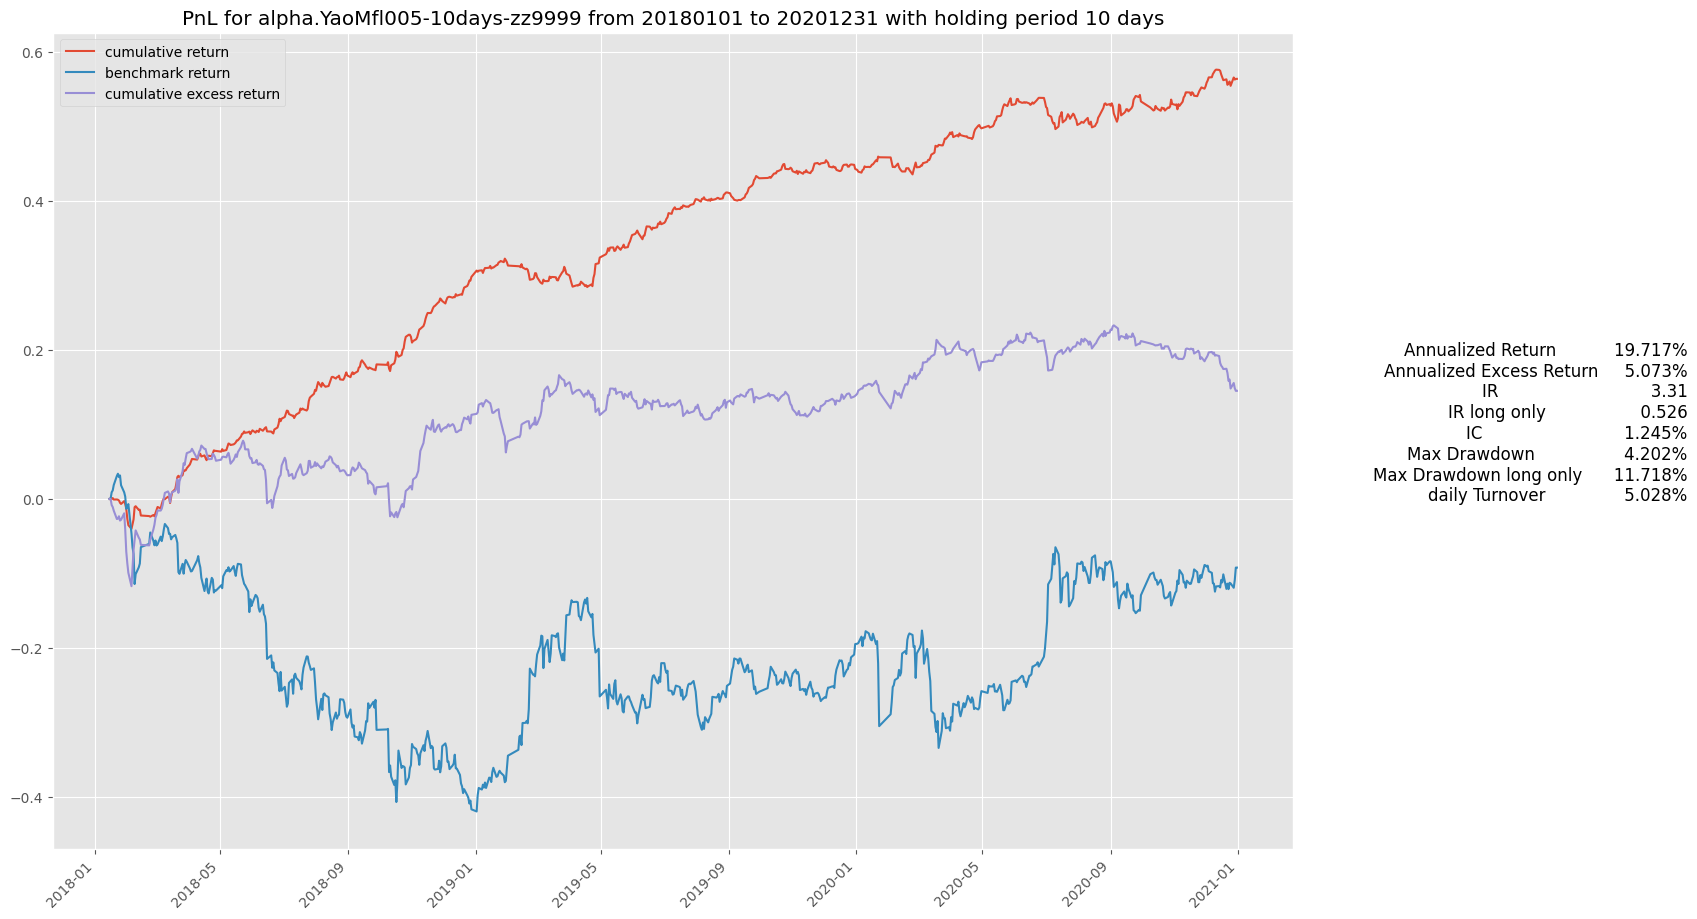 PnL for alpha.YaoMfl005-10days-zz9999 from 20180101 to 20201231 with holding period 10 days
cumulative return
benchmark return
cumulative excess return
0.6
0.4
0.2
0.0
−0.2
−0.4
2018-01
2018-05
2018-09
2019-01
2019-05
2019-09
2020-01
2020-05
2020-09
2021-01
Annualized Return 19.717%
Annualized Excess Return 5.073%
IR 3.31
IR long only 0.526
IC 1.245%
Max Drawdown 4.202%
Max Drawdown long only 11.718%
daily Turnover 5.028%